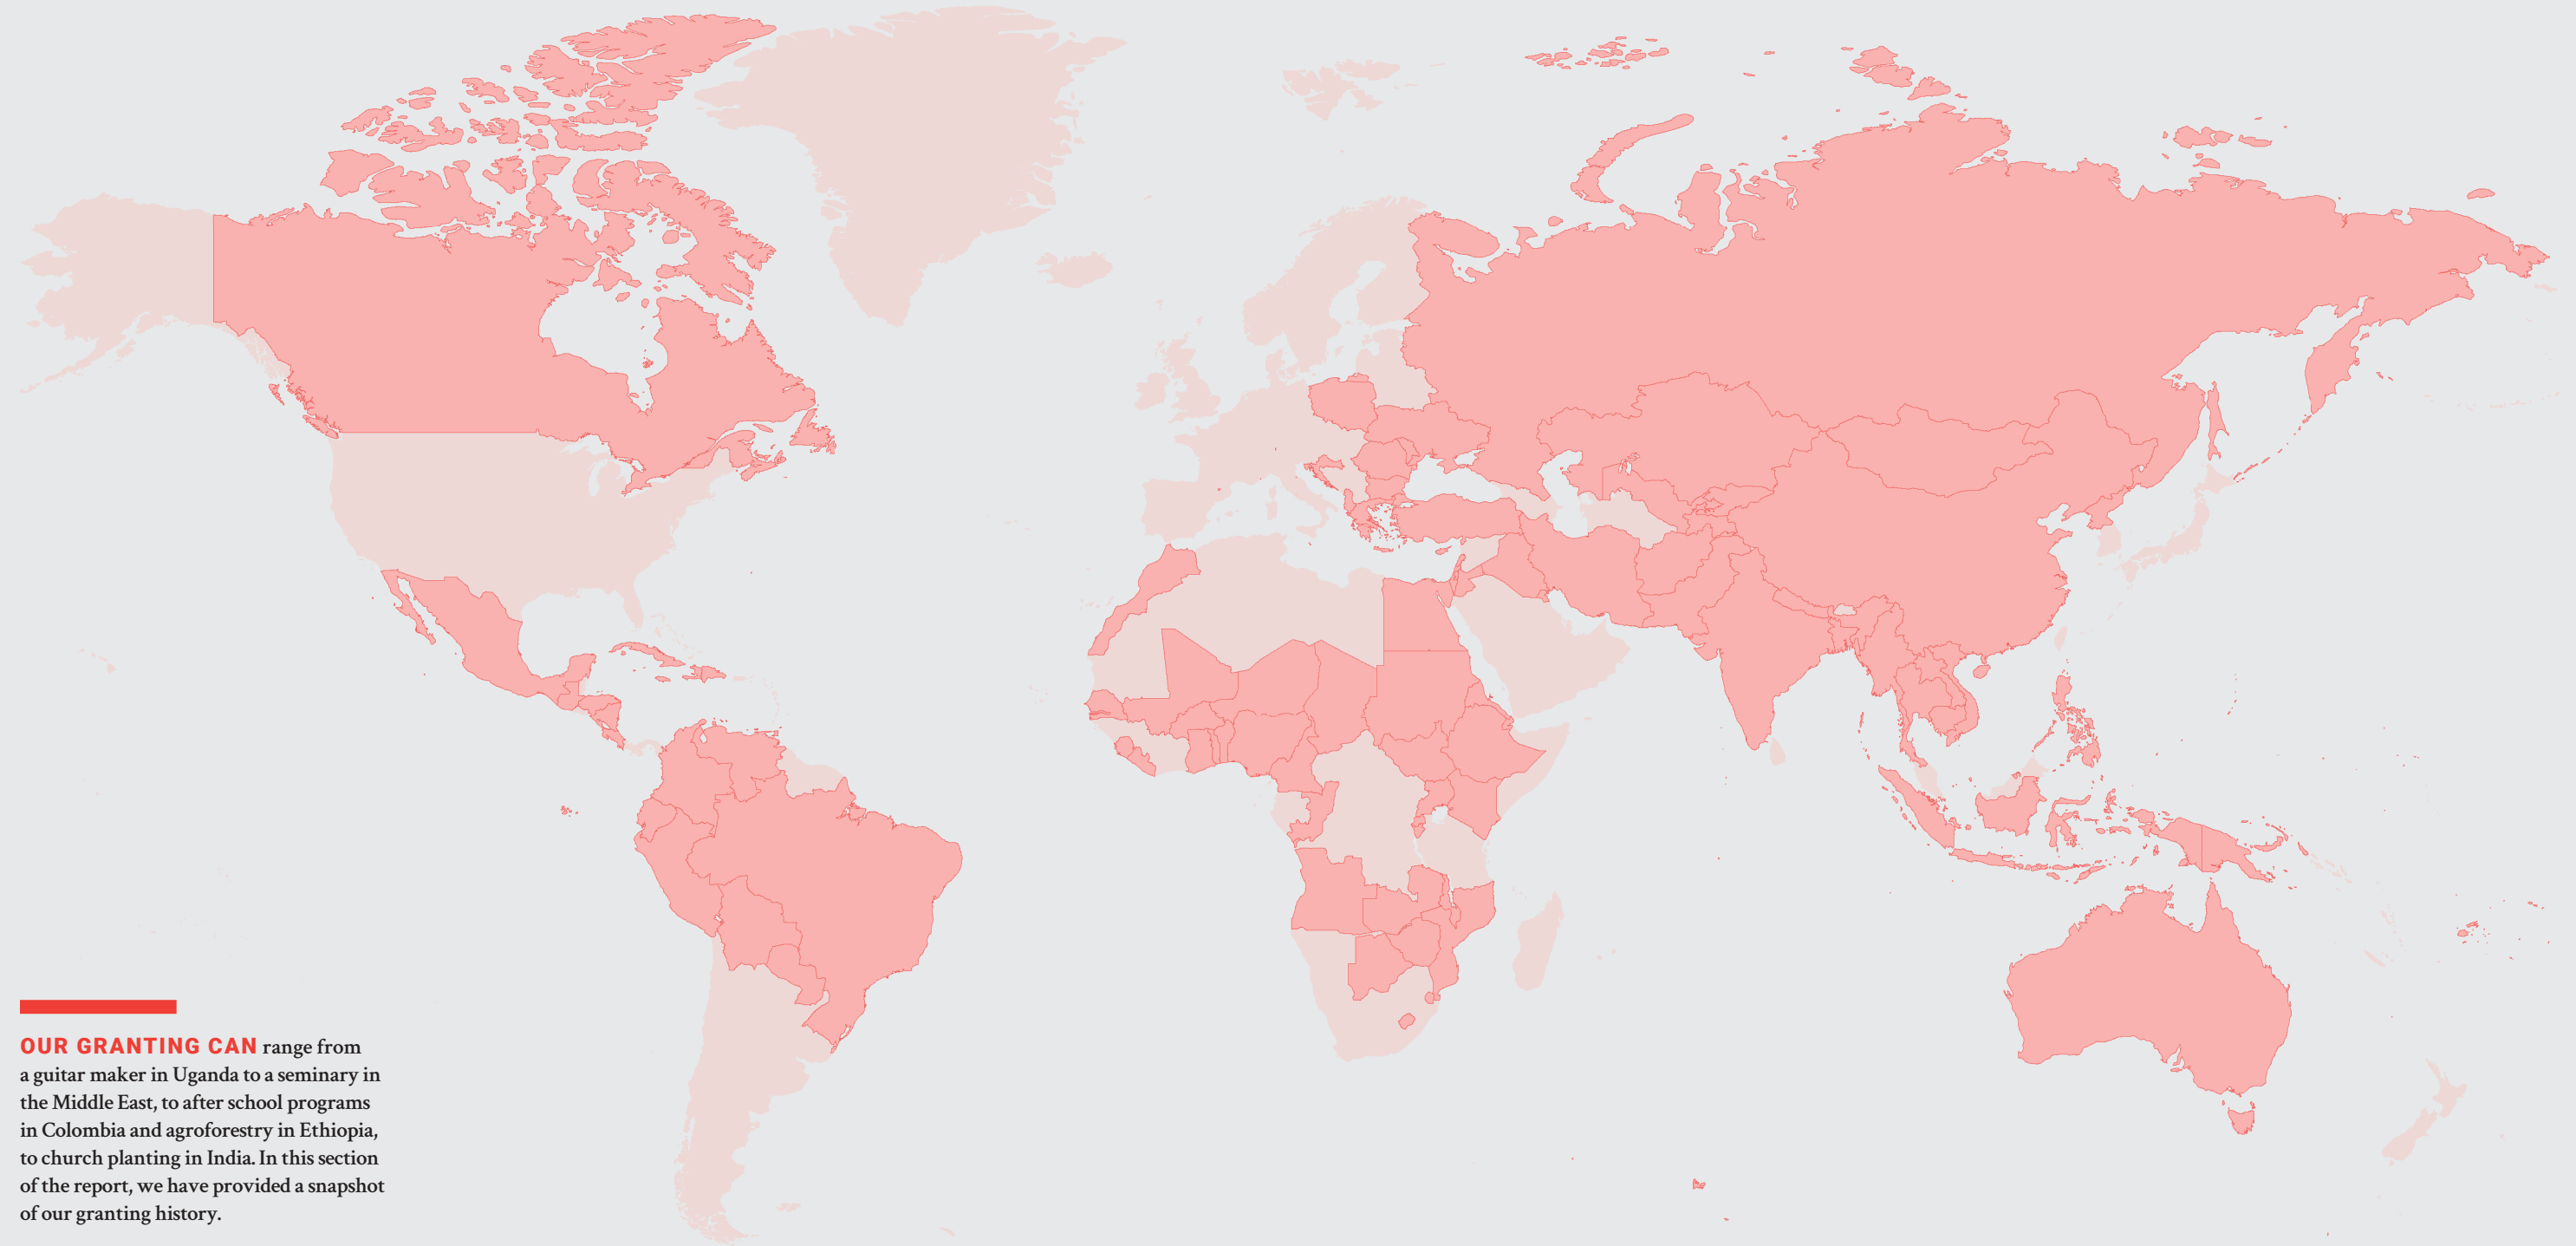 OUR GRANTING CAN range from
a guitar maker in Uganda to a seminary in
the Middle East, to after school programs
in Colombia and agroforestry in Ethiopia,
to church planting in India. In this section
of the report, we have provided a snapshot
of our granting history.